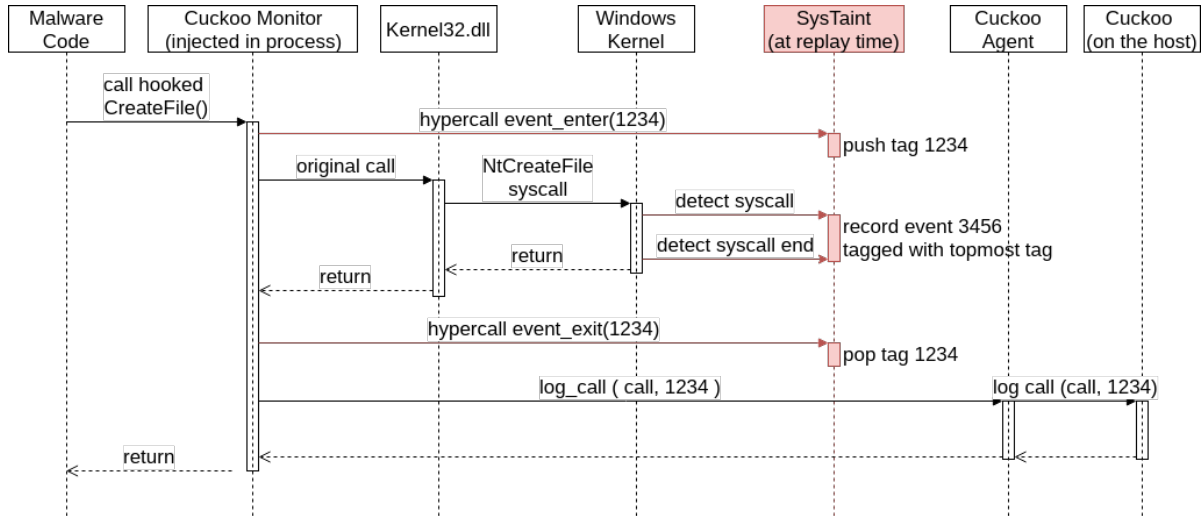 Malware
Code
Cuckoo Monitor
(injected in process)
Kernel32.dll
Windows
Kernel
SysTaint
(at replay time)
Cuckoo
Agent
Cuckoo
(on the host)
call hooked
CreateFile()
hypercall event_enter(1234)
push tag 1234
original call
NtCreateFile
syscall
detect syscall
record event 3456
tagged with topmost tag
detect syscall end
return
return
hypercall event_exit(1234)
pop tag 1234
log_call ( call, 1234 )
log call (call, 1234)
return